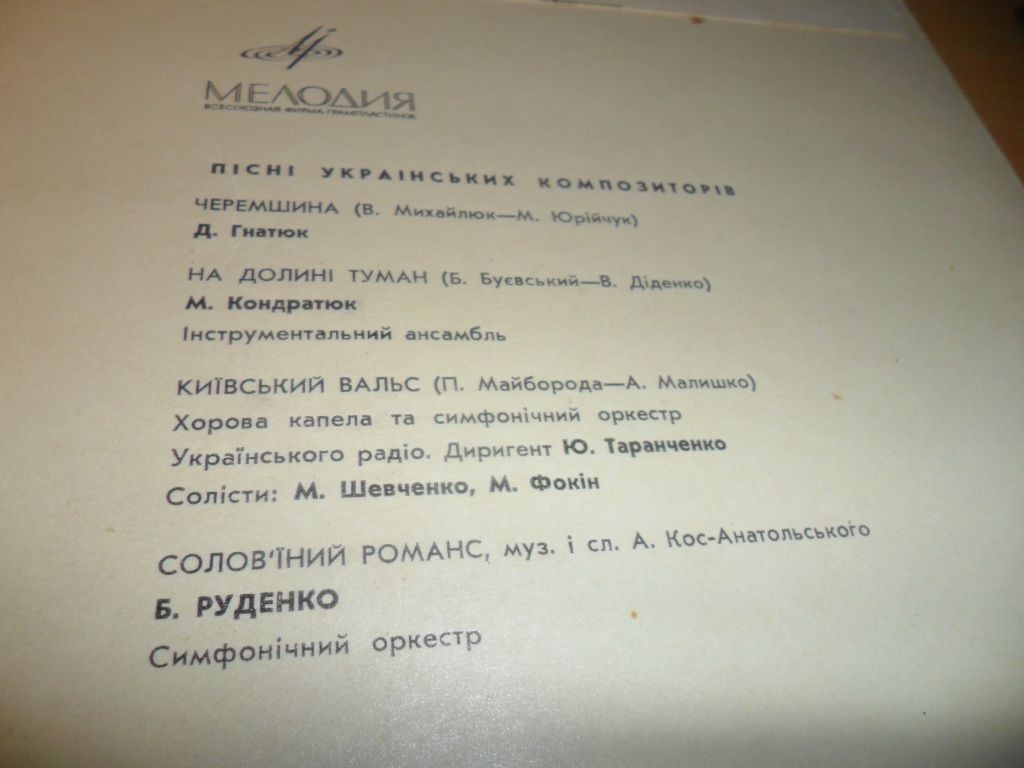 МЕЛОДИЯ
ВСЕСОЮЗНАЯ ФИРМА ГРАМПЛАСТИНОК
ПІСНІ УКРАЇНСЬКИХ КОМПОЗИТОРІВ
ЧЕРЕМШИНА (В. Михайлюк—М. Юрійчук)
Д. Гнатюк
НА ДОЛИНІ ТУМАН (Б. Буєвський—В. Діденко)
М. Кондратюк
Інструментальний ансамбль
КИЇВСЬКИЙ ВАЛЬС (П. Майборода—А. Малишко)
Хорова капела та симфонічний оркестр
Українського радіо. Диригент Ю. Таранченко
Солісти: М. Шевченко, М. Фокін
СОЛОВ'ЇНИЙ РОМАНС, муз. і сл. А. Кос-Анатольського
Б. РУДЕНКО
Симфонічний оркестр